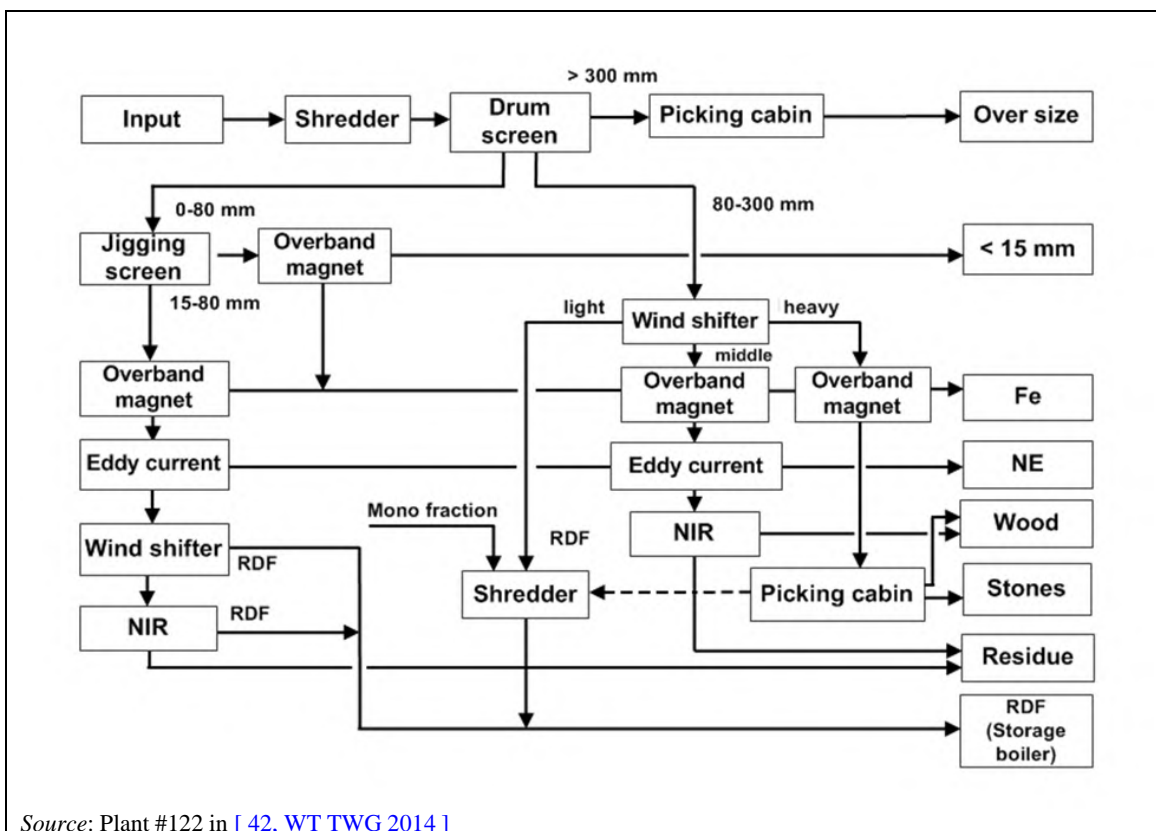 > 300 mm
Input
Shredder
Drum
screen
Picking cabin
Over size
0-80 mm
80-300 mm
Jigging
screen
Overband
magnet
< 15 mm
15-80 mm
light
Wind shifter
heavy
middle
Overband
magnet
Overband
magnet
Overband
magnet
Fe
Eddy current
Eddy current
NE
Mono fraction
Wind shifter
RDF
RDF
NIR
Wood
Shredder
Picking cabin
Stones
NIR
RDF
Residue
RDF
(Storage
boiler)
Source: Plant #122 in [ 42, WT TWG 2014 ]